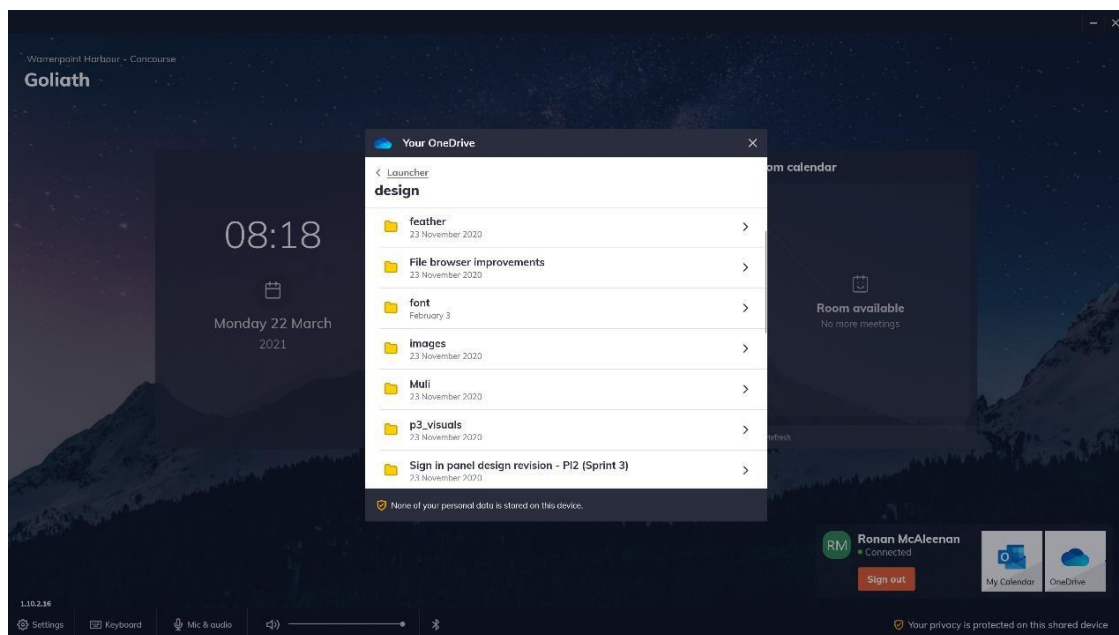 Warrenpoint Harbour - Concourse
Goliath
08:18
Monday 22 March
2021
Your OneDrive
Launcher
design
feather
23 November 2020
File browser improvements
23 November 2020
font
February 3
images
23 November 2020
Muli
23 November 2020
p3_visuals
23 November 2020
Sign in panel design revision - PI2 (Sprint 3)
23 November 2020
None of your personal data is stored on this device.
om calendar
Room available
No more meetings
Refresh
RM
Ronan McAleenan
Connected
Sign out
My Calendar
OneDrive
1.10.2.16
Settings
Keyboard
Mic & audio
Your privacy is protected on this shared device